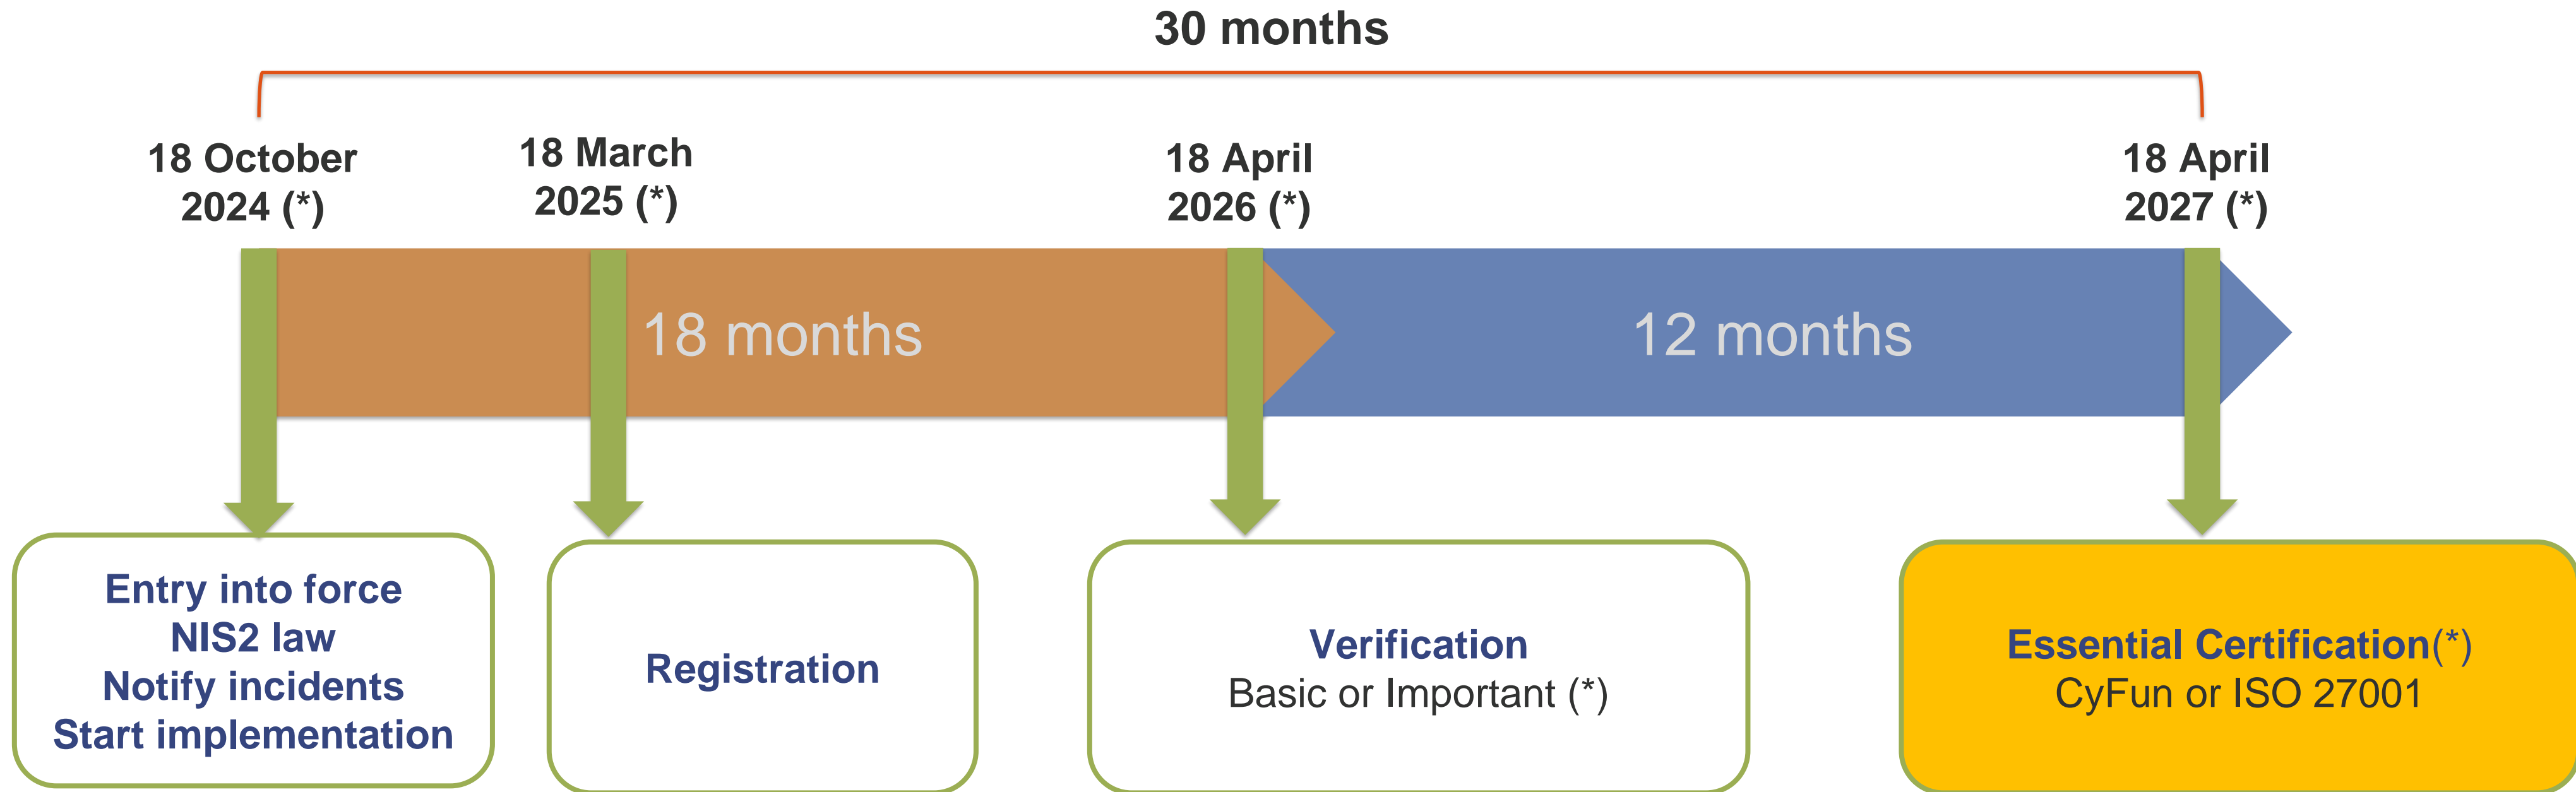 30 months
18 October
2024 (*)
18 March
2025 (*)
18 April
2026 (*)
18 April
2027 (*)
18 months
12 months
Entry into force
NIS2 law
Notify incidents
Start implementation
Registration
Verification
Basic or Important (*)
Essential Certification(*)
CyFun or ISO 27001